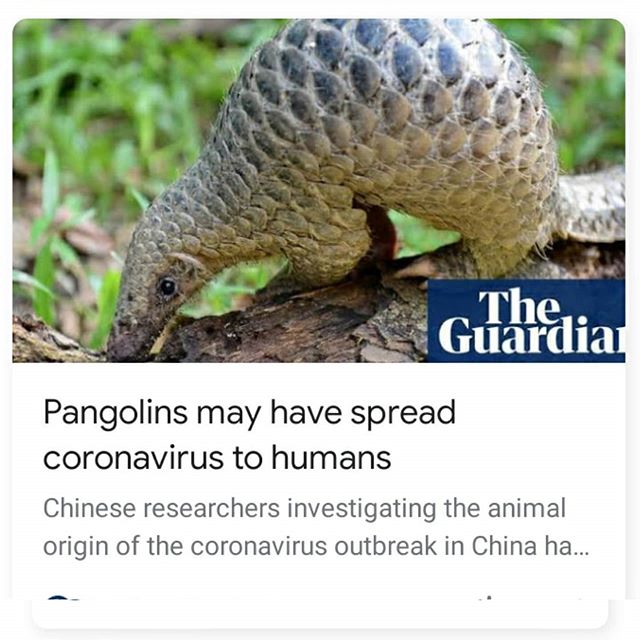 The
Guardian
Pangolins may have spread
coronavirus to humans
Chinese researchers investigating the animal
origin of the coronavirus outbreak in China ha...